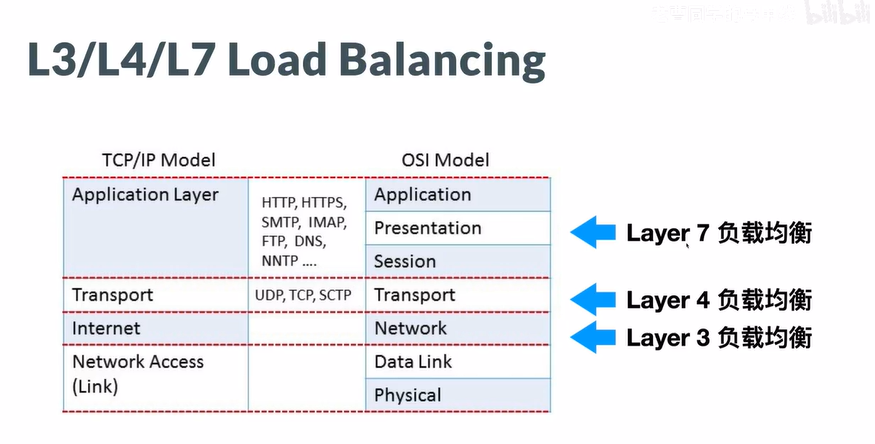 bilibili
L3/L4/L7 Load Balancing
TCP/IP Model
OSI Model
Application Layer
HTTP, HTTPS,
SMTP, IMAP,
FTP, DNS,
NNTP ....
Application
Presentation
Session
Layer 7 负载均衡
Transport
UDP, TCP, SCTP
Transport
Layer 4 负载均衡
Internet
Network
Layer 3 负载均衡
Network Access
(Link)
Data Link
Physical